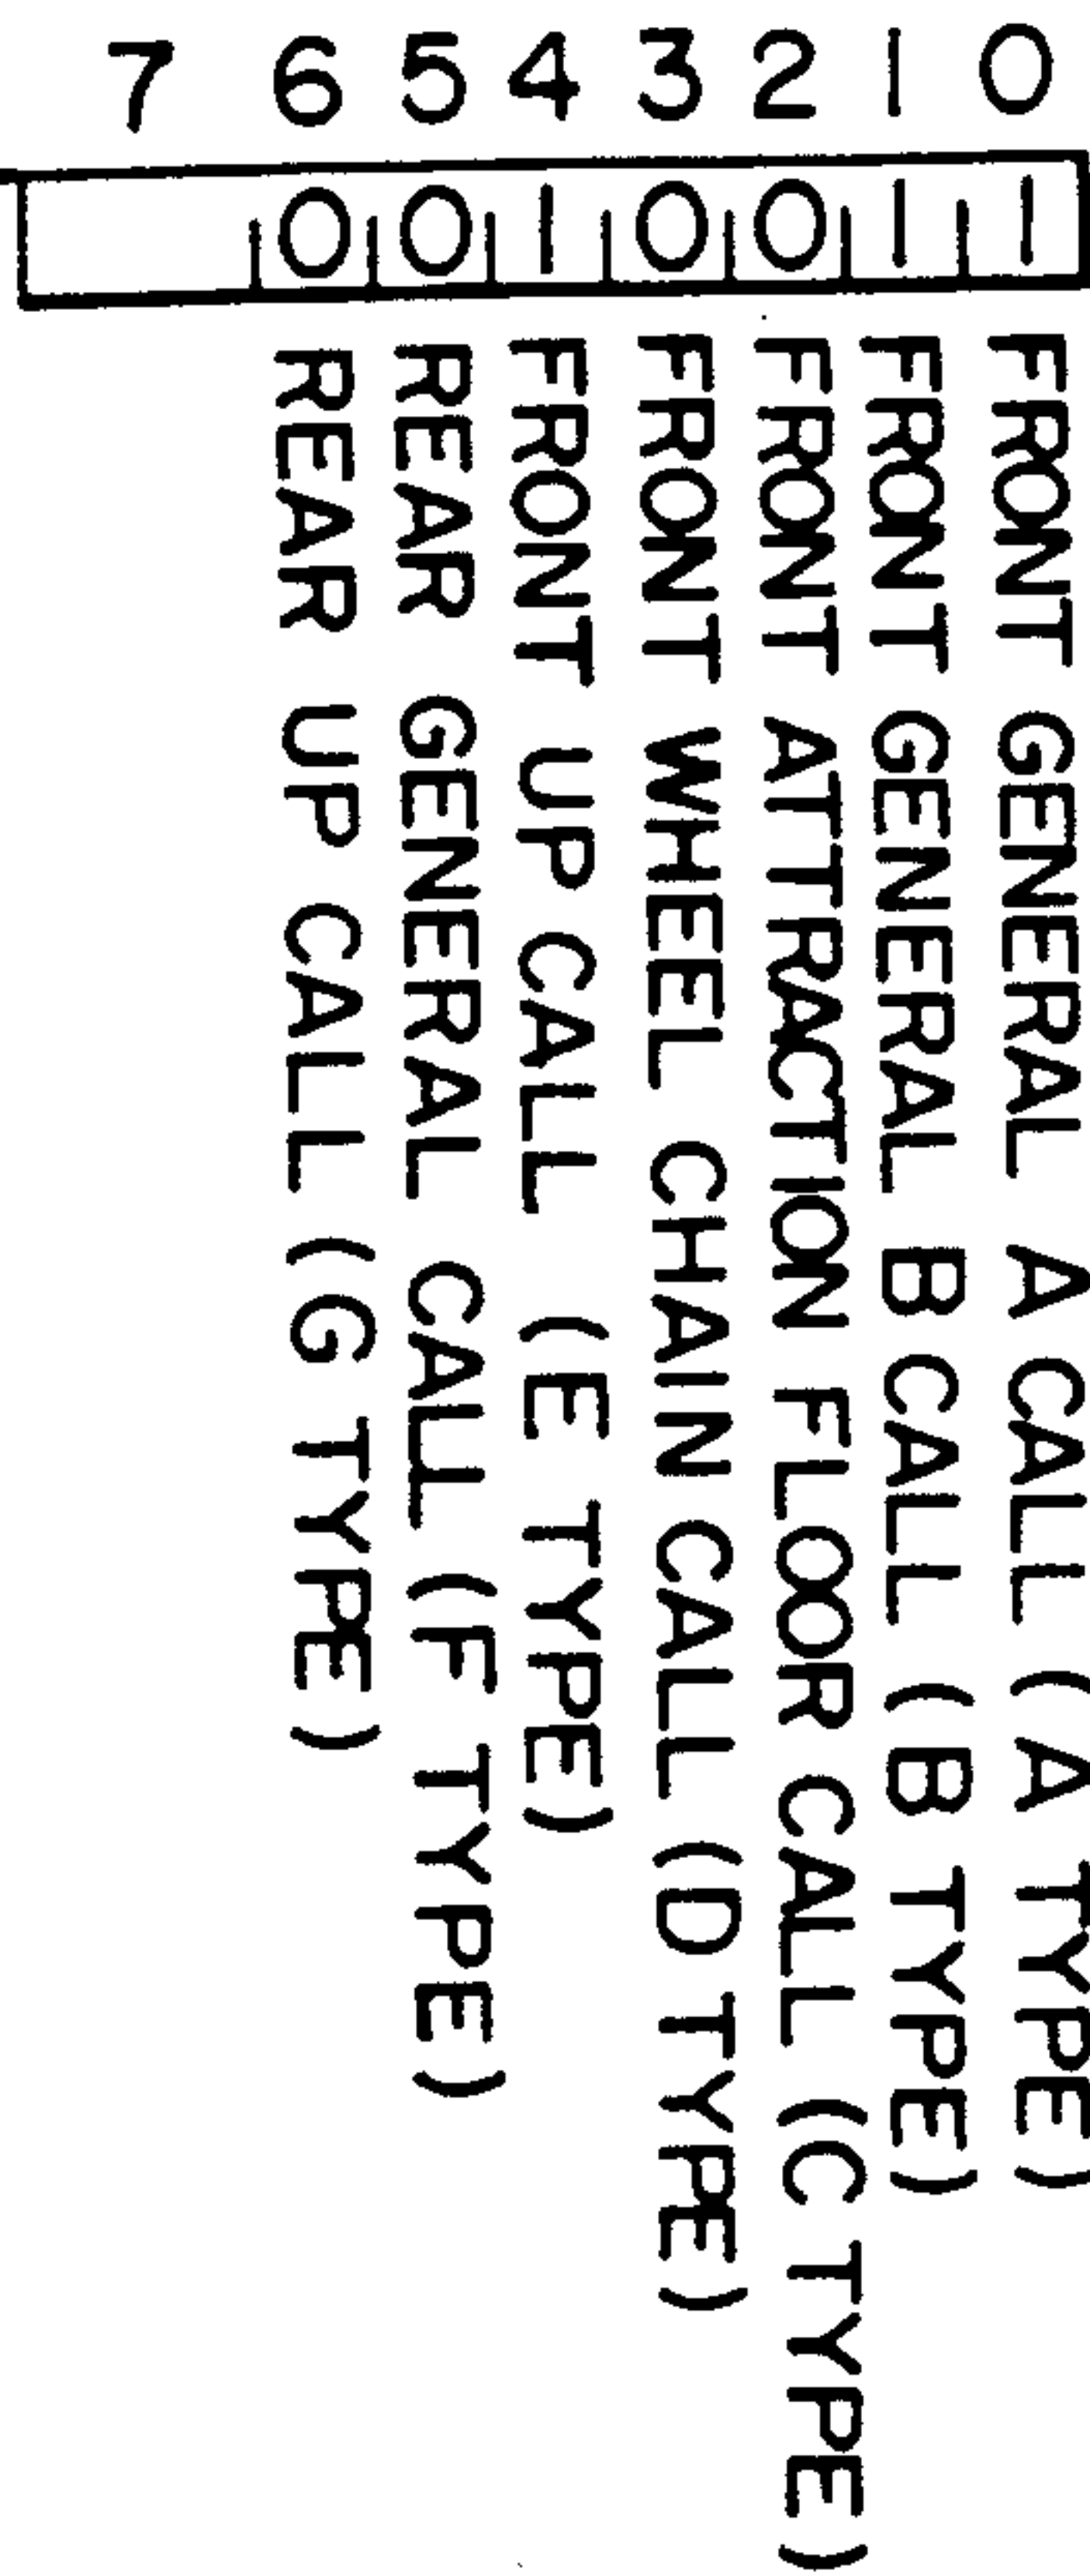 7 6 5 4 3 2 1 0
0 0 1 0 0 1 1
FRONT GENERAL A CALL (A TYPE)
FRONT GENERAL B CALL (B TYPE)
FRONT ATTRACTION FLOOR CALL (C TYPE)
FRONT WHEEL CHAIN CALL (D TYPE)
FRONT UP CALL (E TYPE)
REAR GENERAL CALL (F TYPE)
REAR UP CALL (G TYPE)